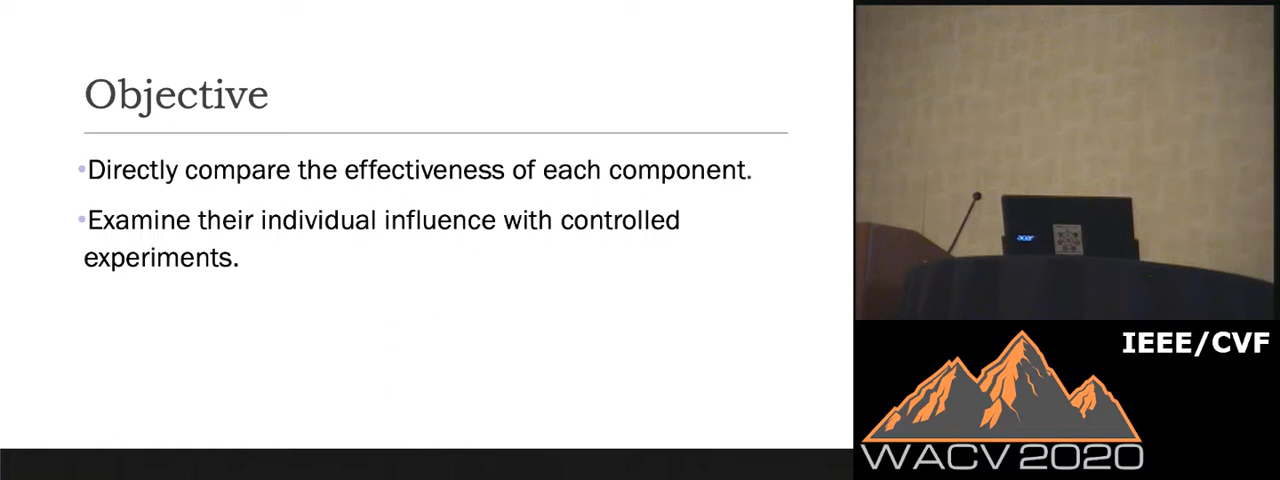 Objective
•Directly compare the effectiveness of each component.
•Examine their individual influence with controlled
experiments.
acer
IEEE/CVF
WACV 2020